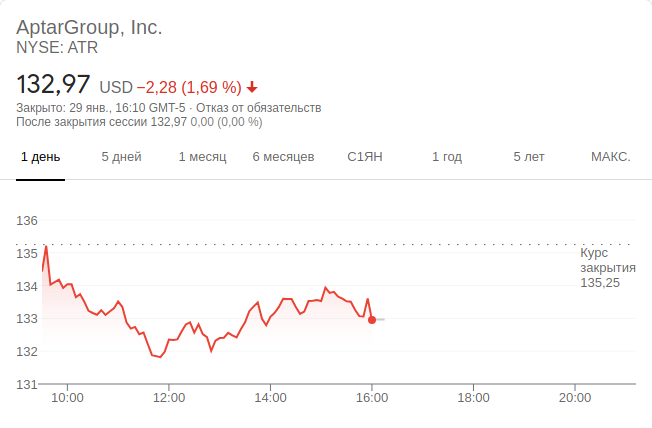 AptarGroup, Inc.
NYSE: ATR
132,97 USD −2,28 (1,69 %)
Закрыто: 29 янв., 16:10 GMT-5 · Отказ от обязательств
После закрытия сессии 132,97 0,00 (0,00 %)
1 день 5 дней 1 месяц 6 месяцев С1ЯН 1 год 5 лет МАКС.
136
135
Курс
закрытия
135,25
134
133
132
131
10:00 12:00 14:00 16:00 18:00 20:00